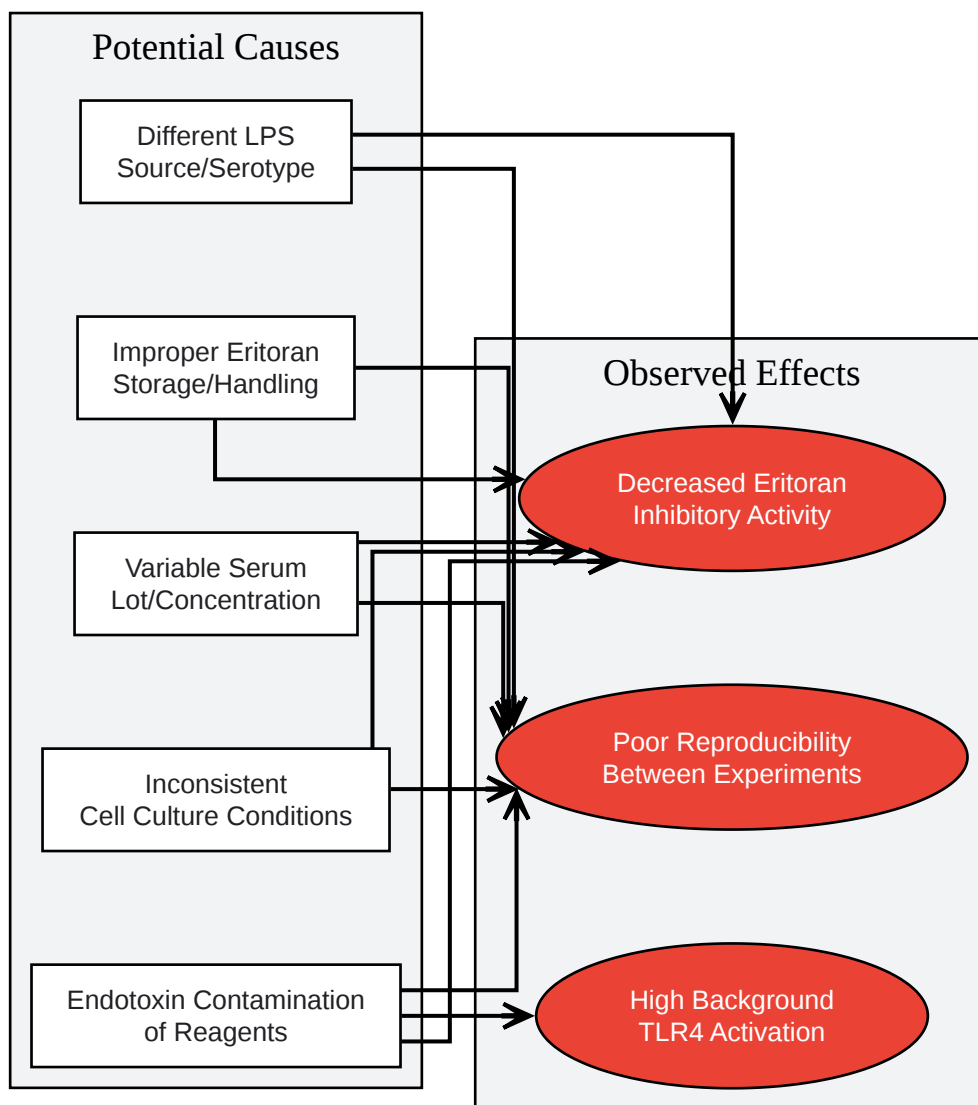 Potential Causes
Different LPS
Source/Serotype
Improper Eritoran
Storage/Handling
Variable Serum
Lot/Concentration
Inconsistent
Cell Culture Conditions
Endotoxin Contamination
of Reagents
Observed Effects
Decreased Eritoran
Inhibitory Activity
Poor Reproducibility
Between Experiments
High Background
TLR4 Activation